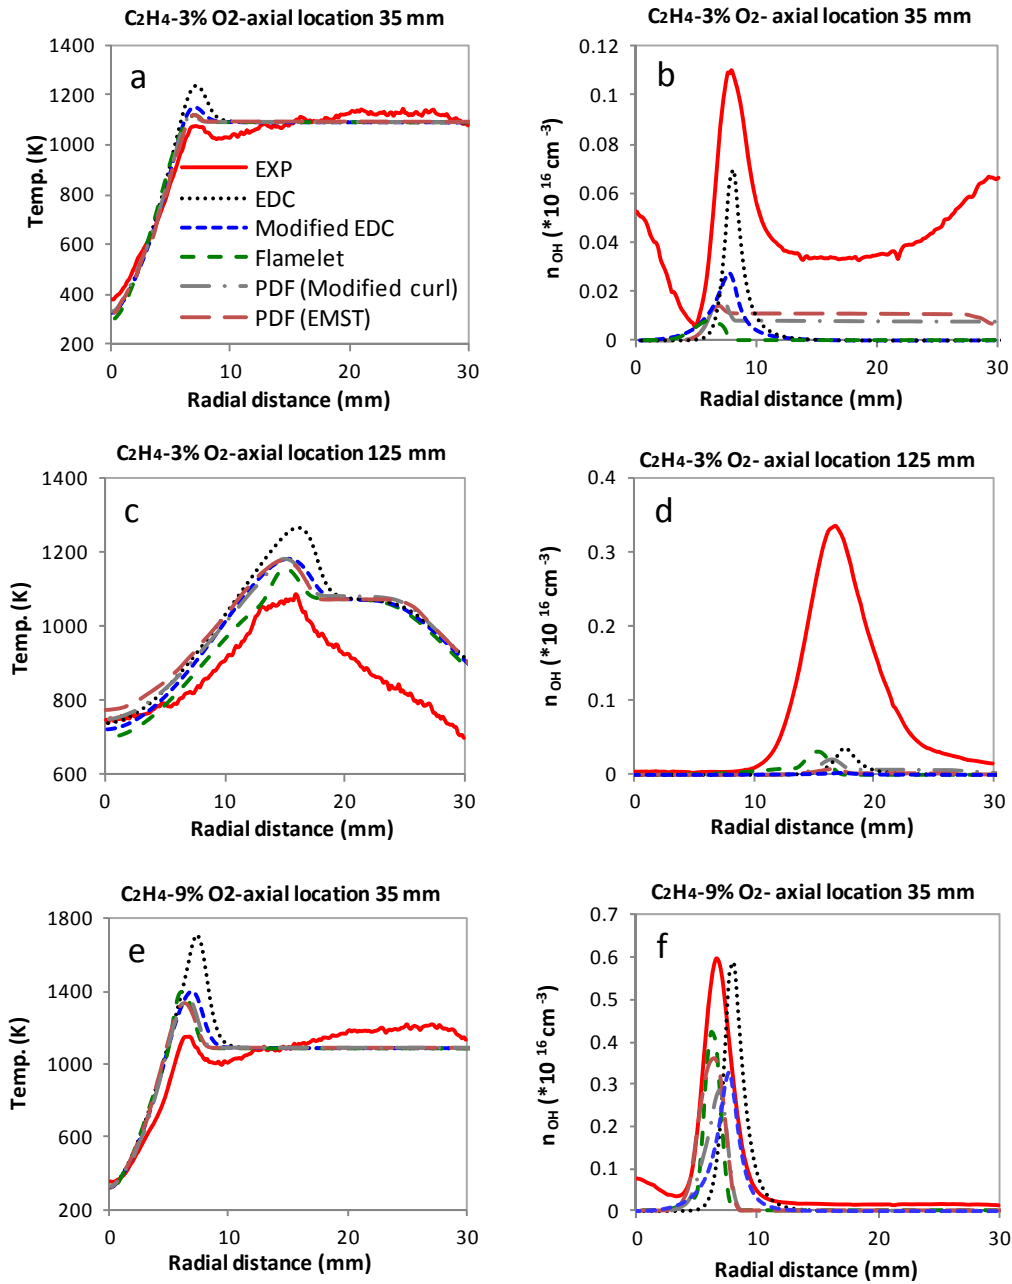 C2H4-3% O2-axial location 35 mm
1400
1200
1000
800
600
400
200
0
10
20
30
Temp. (K)
Radial distance (mm)
a
EXP
EDC
Modified EDC
Flamelet
PDF (Modified curl)
PDF (EMST)
C2H4-3% O2- axial location 35 mm
0.12
0.1
0.08
0.06
0.04
0.02
0
0
10
20
30
n OH (*10 16 cm -3)
Radial distance (mm)
b
C2H4-3% O2-axial location 125 mm
1400
1200
1000
800
600
0
10
20
30
Temp. (K)
Radial distance (mm)
c
C2H4-3% O2- axial location 125 mm
0.4
0.3
0.2
0.1
0
0
10
20
30
n OH (*10 16 cm -3)
Radial distance (mm)
d
C2H4-9% O2-axial location 35 mm
1800
1400
1000
600
200
0
10
20
30
Temp. (K)
Radial distance (mm)
e
C2H4-9% O2- axial location 35 mm
0.7
0.6
0.5
0.4
0.3
0.2
0.1
0
0
10
20
30
n OH (*10 16 cm -3)
Radial distance (mm)
f